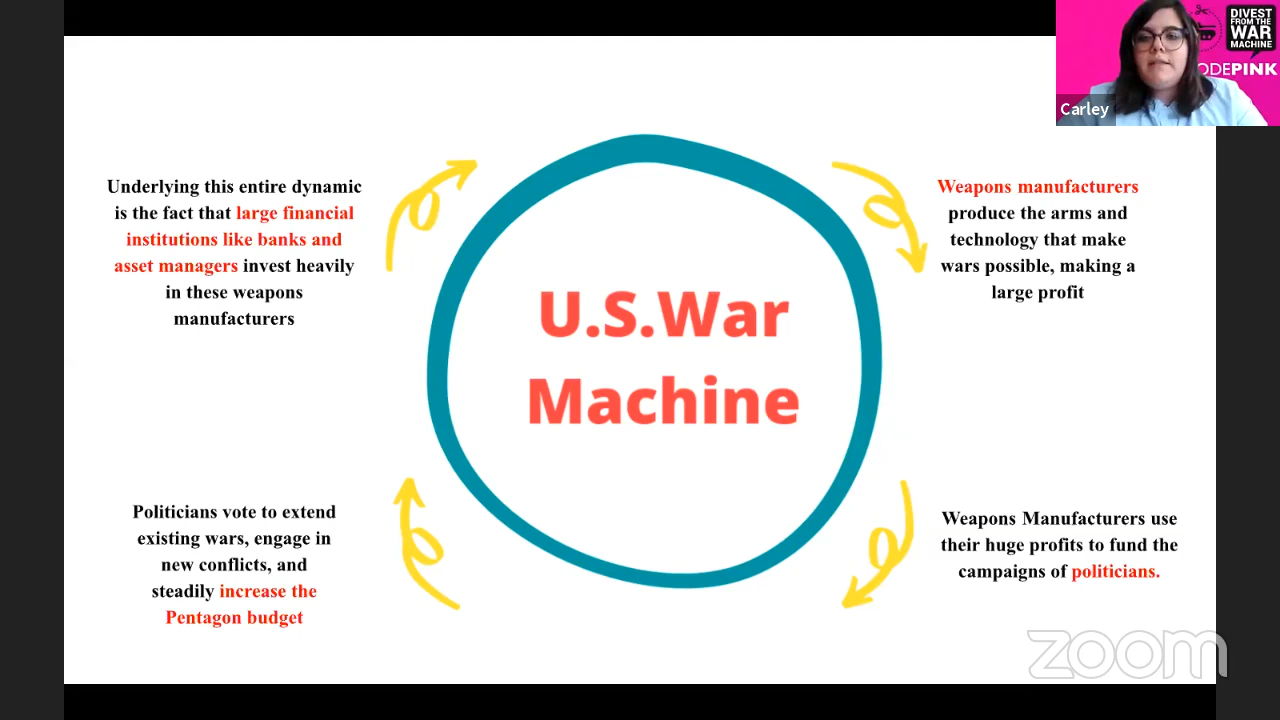 DIVEST
FROM THE
WAR
MACHINE
ODEPINK
Carley
Underlying this entire dynamic
is the fact that large financial
institutions like banks and
asset managers invest heavily
in these weapons
manufacturers
Weapons manufacturers
produce the arms and
technology that make
wars possible, making a
large profit
U.S.War
Machine
Politicians vote to extend
existing wars, engage in
new conflicts, and
steadily increase the
Pentagon budget
Weapons Manufacturers use
their huge profits to fund the
campaigns of politicians.
zoom